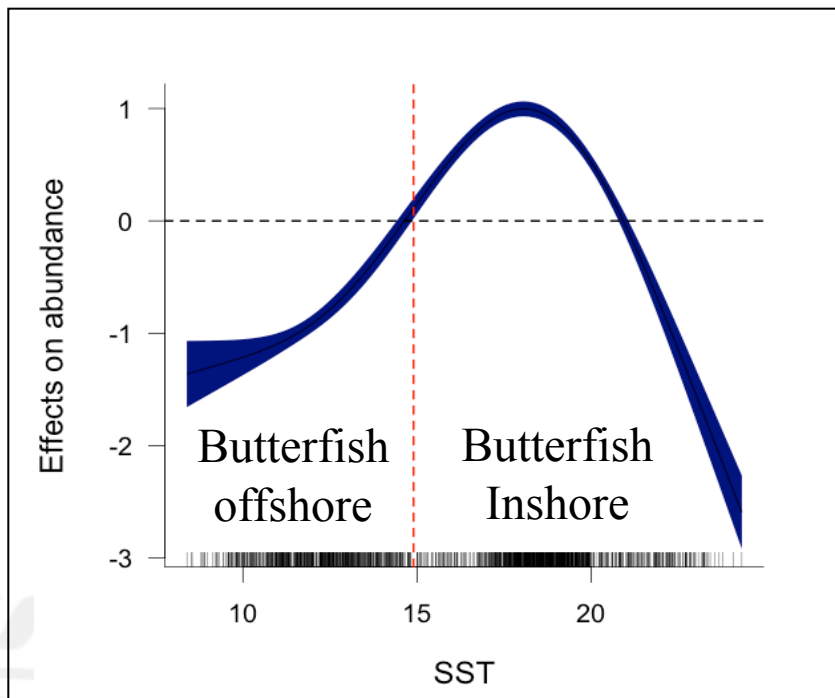 1
0
-1
-2
-3
Effects on abundance
Butterfish
offshore
Butterfish
Inshore
10
15
20
SST